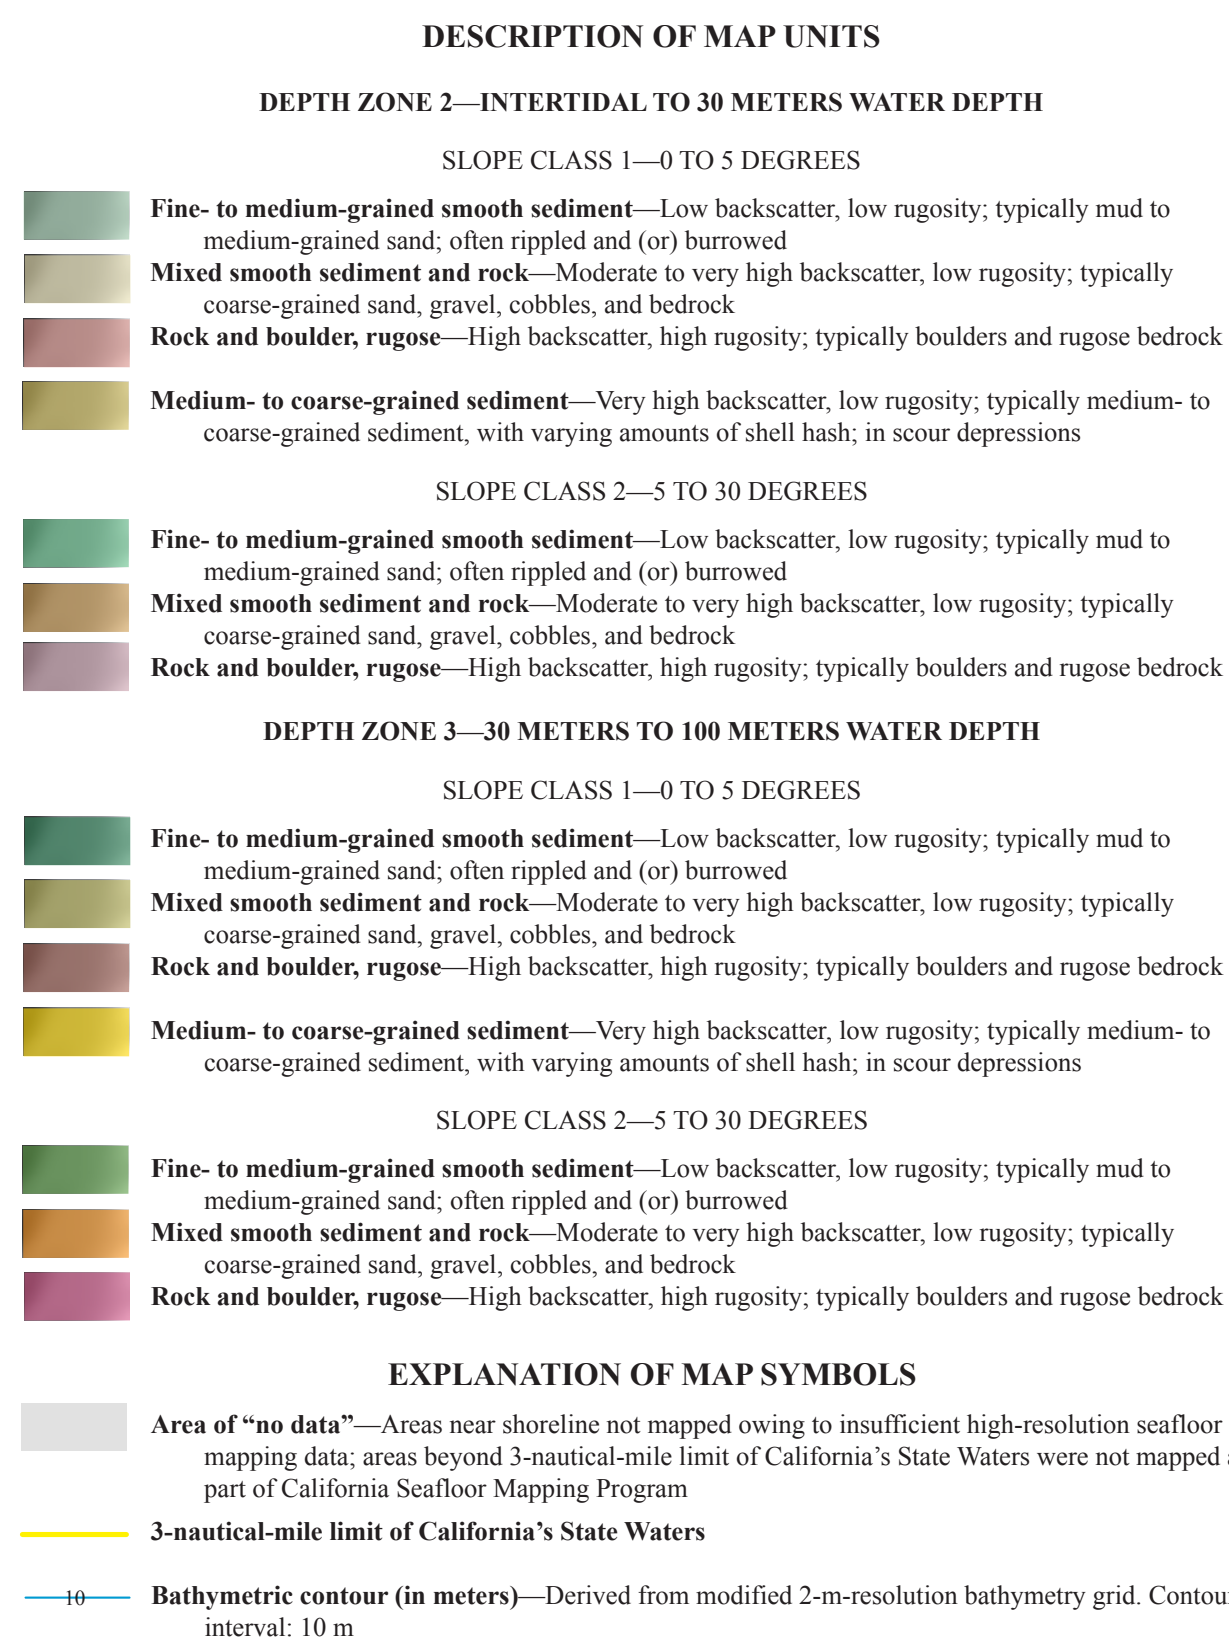 DESCRIPTION OF MAP UNITS
DEPTH ZONE 2—INTERTIDAL TO 30 METERS WATER DEPTH
SLOPE CLASS 1—0 TO 5 DEGREES
Fine- to medium-grained smooth sediment—Low backscatter, low rugosity; typically mud to
medium-grained sand; often rippled and (or) burrowed
Mixed smooth sediment and rock—Moderate to very high backscatter, low rugosity; typically
coarse-grained sand, gravel, cobbles, and bedrock
Rock and boulder, rugose—High backscatter, high rugosity; typically boulders and rugose bedrock
Medium- to coarse-grained sediment—Very high backscatter, low rugosity; typically medium- to
coarse-grained sediment, with varying amounts of shell hash; in scour depressions
SLOPE CLASS 2—5 TO 30 DEGREES
Fine- to medium-grained smooth sediment—Low backscatter, low rugosity; typically mud to
medium-grained sand; often rippled and (or) burrowed
Mixed smooth sediment and rock—Moderate to very high backscatter, low rugosity; typically
coarse-grained sand, gravel, cobbles, and bedrock
Rock and boulder, rugose—High backscatter, high rugosity; typically boulders and rugose bedrock
DEPTH ZONE 3—30 METERS TO 100 METERS WATER DEPTH
SLOPE CLASS 1—0 TO 5 DEGREES
Fine- to medium-grained smooth sediment—Low backscatter, low rugosity; typically mud to
medium-grained sand; often rippled and (or) burrowed
Mixed smooth sediment and rock—Moderate to very high backscatter, low rugosity; typically
coarse-grained sand, gravel, cobbles, and bedrock
Rock and boulder, rugose—High backscatter, high rugosity; typically boulders and rugose bedrock
Medium- to coarse-grained sediment—Very high backscatter, low rugosity; typically medium- to
coarse-grained sediment, with varying amounts of shell hash; in scour depressions
SLOPE CLASS 2—5 TO 30 DEGREES
Fine- to medium-grained smooth sediment—Low backscatter, low rugosity; typically mud to
medium-grained sand; often rippled and (or) burrowed
Mixed smooth sediment and rock—Moderate to very high backscatter, low rugosity; typically
coarse-grained sand, gravel, cobbles, and bedrock
Rock and boulder, rugose—High backscatter, high rugosity; typically boulders and rugose bedrock
EXPLANATION OF MAP SYMBOLS
Area of “no data”—Areas near shoreline not mapped owing to insufficient high-resolution seafloor
mapping data; areas beyond 3-nautical-mile limit of California’s State Waters were not mapped
part of California Seafloor Mapping Program
3-nautical-mile limit of California’s State Waters
10 Bathymetric contour (in meters)—Derived from modified 2-m-resolution bathymetry grid. Contour
interval: 10 m